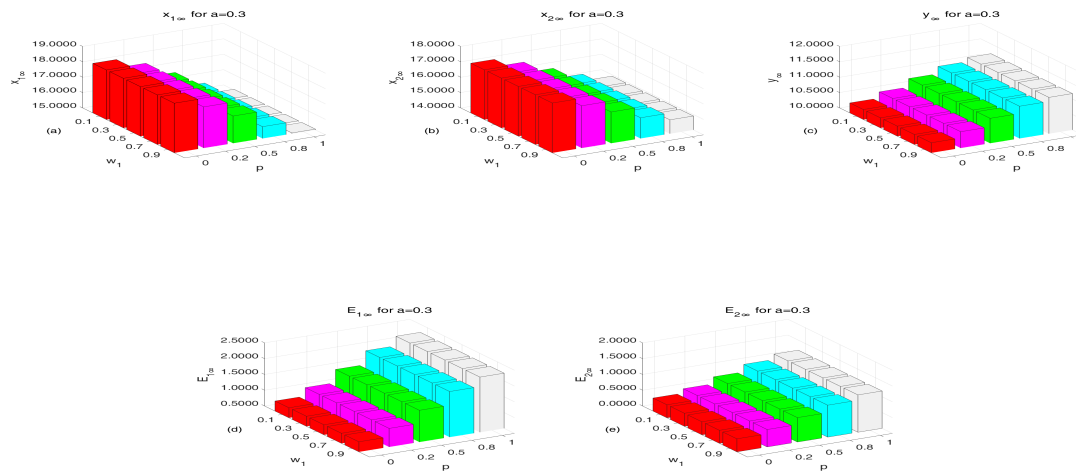 x1∞ for a=0.3
19.0000
18.0000
17.0000
16.0000
15.0000
x1∞
(a)
0.1
0.3
0.5
0.7
0.9
w1
0
0.2
0.5
0.8
1
p
x2∞ for a=0.3
18.0000
17.0000
16.0000
15.0000
14.0000
x2∞
(b)
0.1
0.3
0.5
0.7
0.9
w1
0
0.2
0.5
0.8
1
p
y∞ for a=0.3
12.0000
11.5000
11.0000
10.5000
10.0000
y∞
(c)
0.1
0.3
0.5
0.7
0.9
w1
0
0.2
0.5
0.8
p
E1∞ for a=0.3
2.5000
2.0000
1.5000
1.0000
0.5000
E1∞
(d)
0.1
0.3
0.5
0.7
0.9
w1
0
0.2
0.5
0.8
1
p
E2∞ for a=0.3
2.0000
1.5000
1.0000
0.5000
0.0000
E2∞
(e)
0.1
0.3
0.5
0.7
0.9
w1
0
0.2
0.5
0.8
1
p